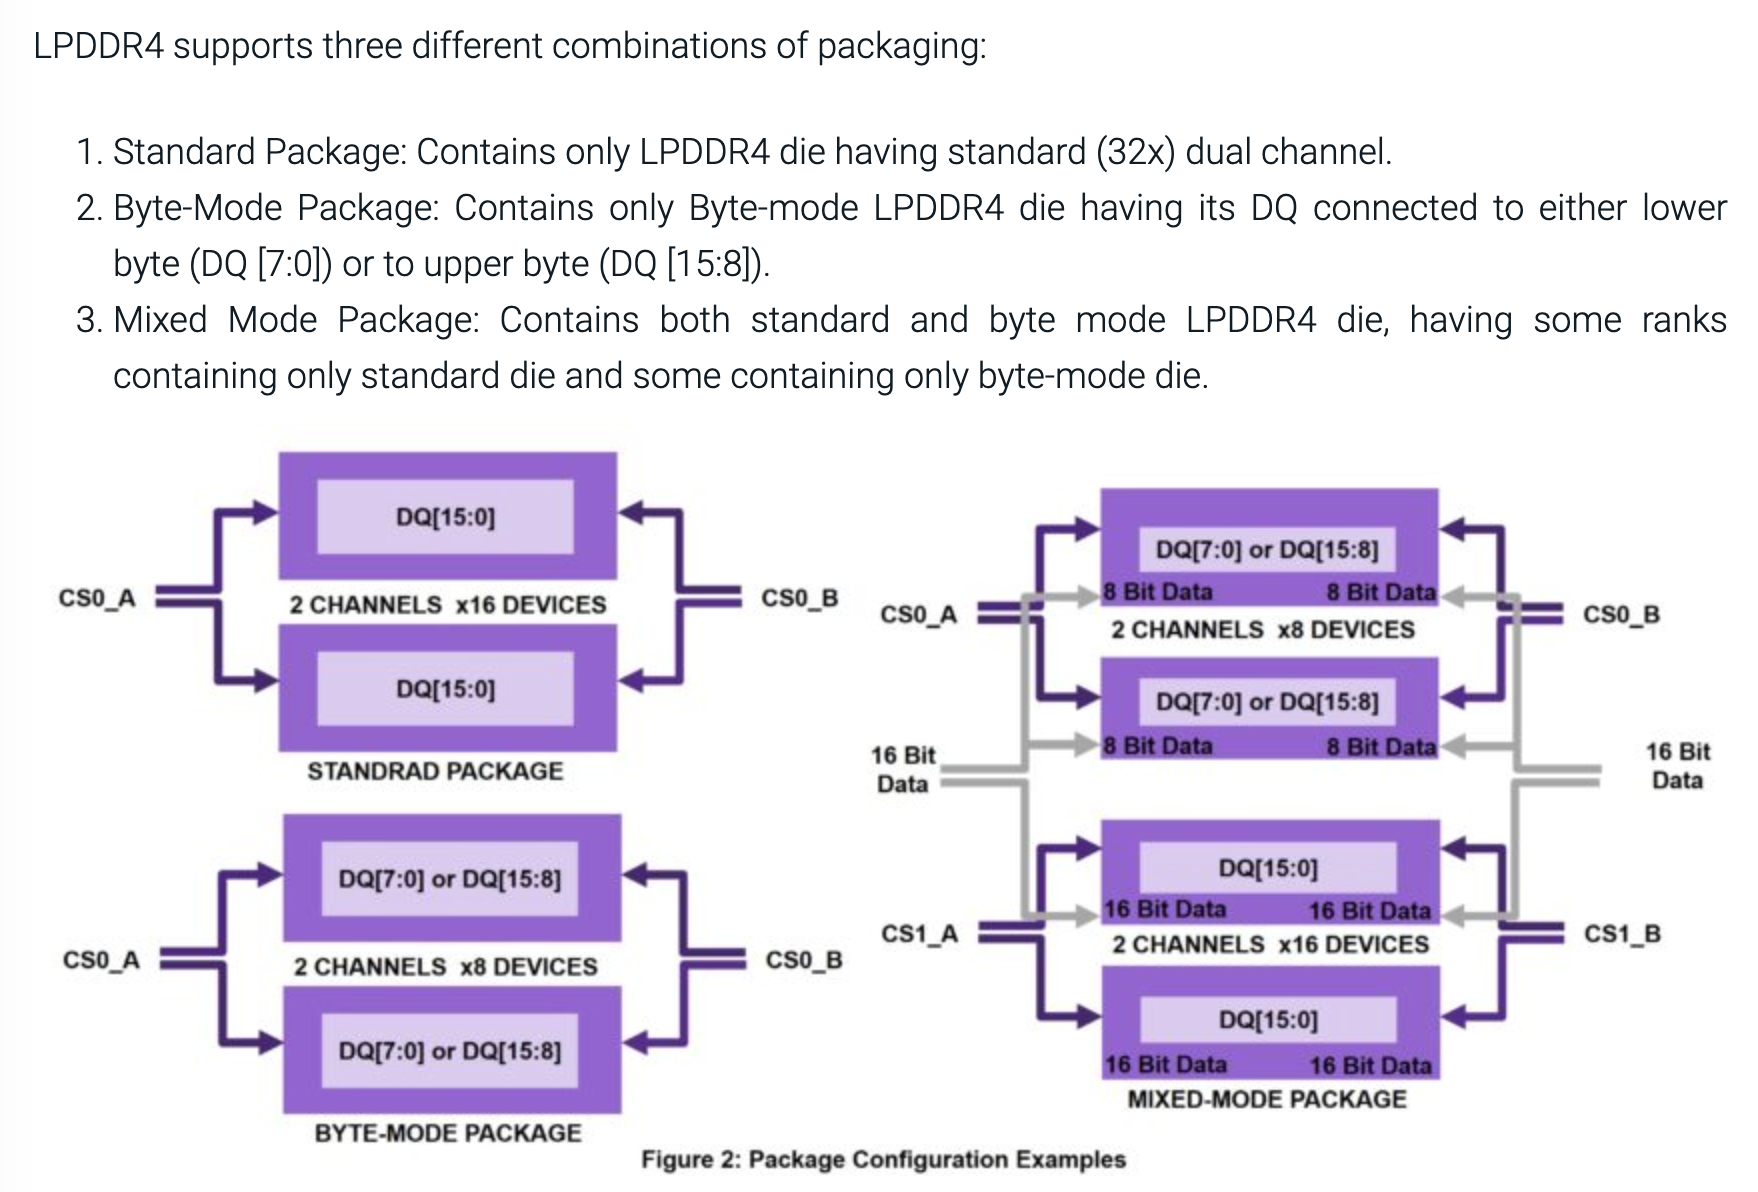 LPDDR4 supports three different combinations of packaging:
1. Standard Package: Contains only LPDDR4 die having standard (32x) dual channel.
2. Byte-Mode Package: Contains only Byte-mode LPDDR4 die having its DQ connected to either lower
byte (DQ [7:0]) or to upper byte (DQ [15:8]).
3. Mixed Mode Package: Contains both standard and byte mode LPDDR4 die, having some ranks
containing only standard die and some containing only byte-mode die.
DQ[15:0]
CS0_A
2 CHANNELS x16 DEVICES
CS0_B
DQ[15:0]
STANDRAD PACKAGE
DQ[7:0] or DQ[15:8]
CS0_A
2 CHANNELS x8 DEVICES
CS0_B
DQ[7:0] or DQ[15:8]
BYTE-MODE PACKAGE
DQ[7:0] or DQ[15:8]
8 Bit Data 8 Bit Data
CS0_A
2 CHANNELS x8 DEVICES
CS0_B
DQ[7:0] or DQ[15:8]
8 Bit Data 8 Bit Data
16 Bit
Data
16 Bit
Data
DQ[15:0]
16 Bit Data 16 Bit Data
CS1_A
2 CHANNELS x16 DEVICES
CS1_B
DQ[15:0]
16 Bit Data 16 Bit Data
MIXED-MODE PACKAGE
Figure 2: Package Configuration Examples